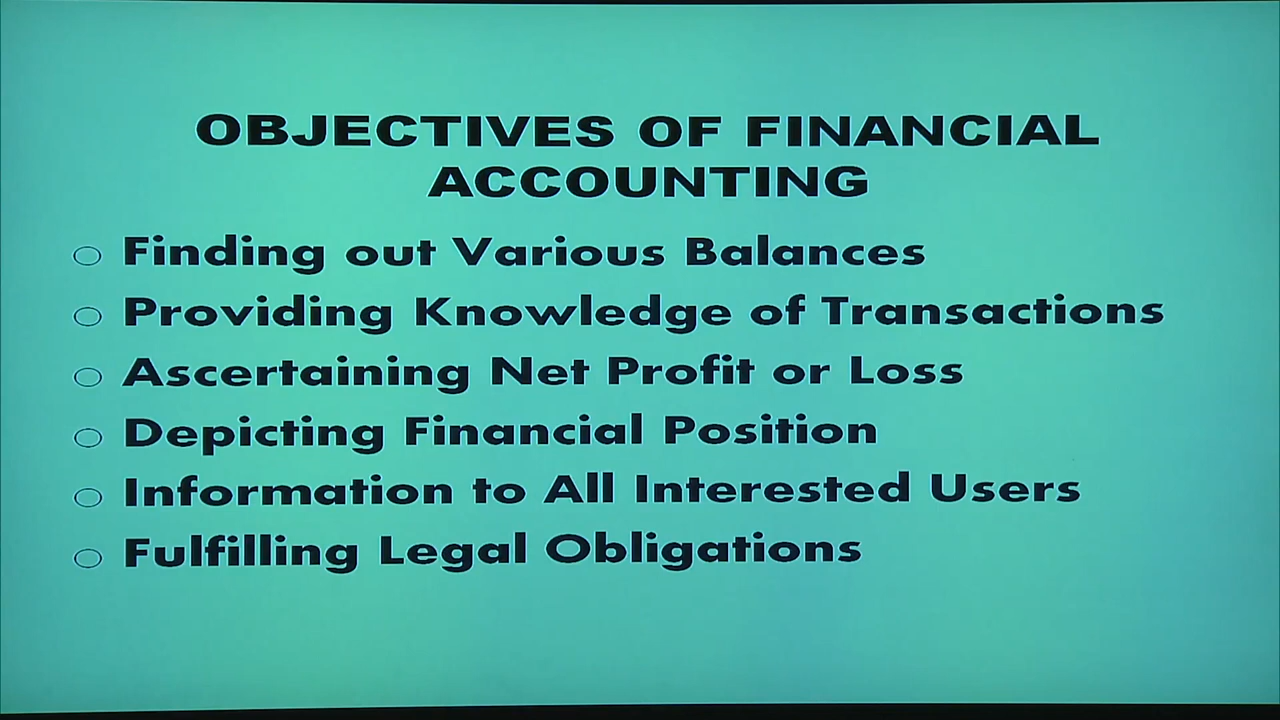 OBJECTIVES OF FINANCIAL
ACCOUNTING
○ Finding out Various Balances
○ Providing Knowledge of Transactions
○ Ascertaining Net Profit or Loss
○ Depicting Financial Position
○ Information to All Interested Users
○ Fulfilling Legal Obligations